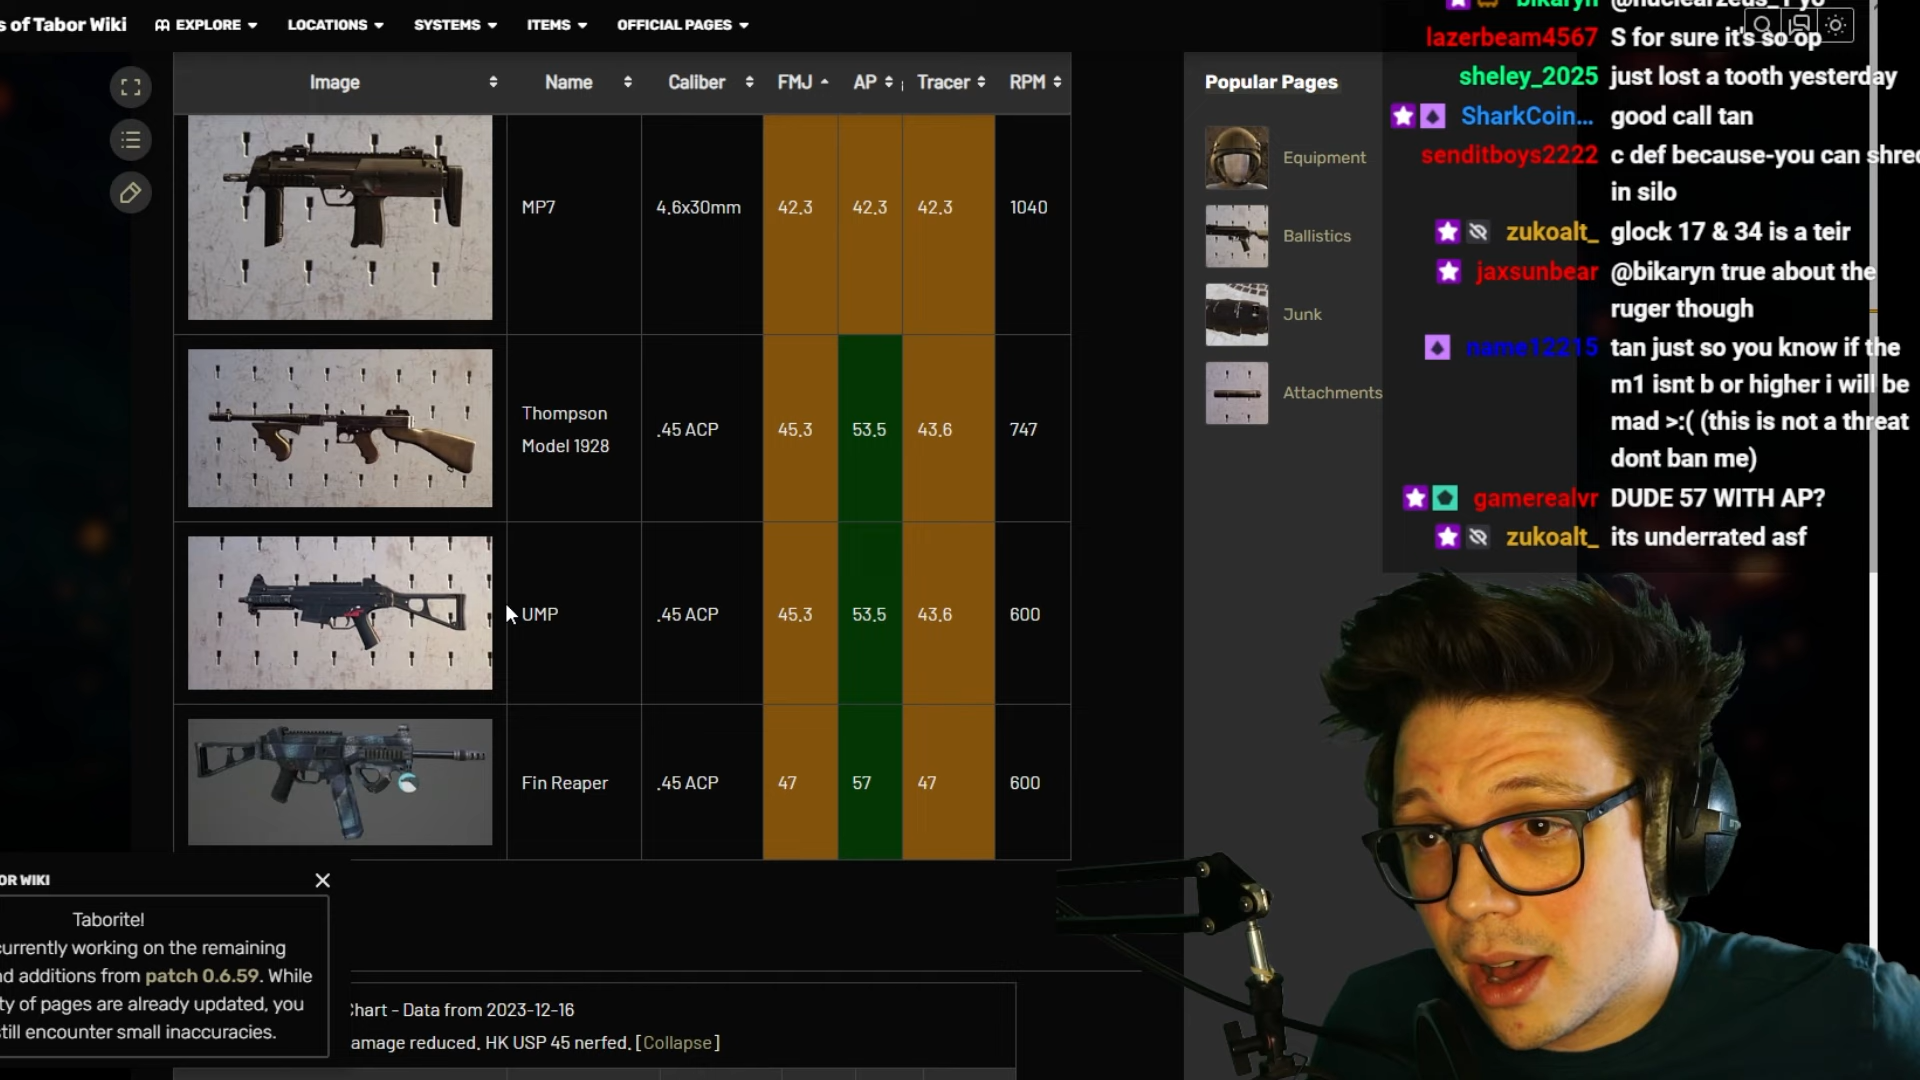 s of Tabor Wiki
EXPLORE
LOCATIONS
SYSTEMS
ITEMS
OFFICIAL PAGES
Image
Name
Caliber
FMJ
AP
Tracer
RPM
MP7
4.6x30mm
42.3
42.3
42.3
1040
Thompson
Model 1928
.45 ACP
45.3
53.5
43.6
747
UMP
.45 ACP
45.3
53.5
43.6
600
Fin Reaper
.45 ACP
47
57
47
600
OR WIKI
Taborite!
currently working on the remaining
nd additions from patch 0.6.59. While
ty of pages are already updated, you
still encounter small inaccuracies.
Chart - Data from 2023-12-16
amage reduced. HK USP 45 nerfed. [Collapse]
Popular Pages
Equipment
Ballistics
Junk
Attachments
bikaryn
lazerbeam4567 S for sure it's so op
sheley_2025 just lost a tooth yesterday
SharkCoin... good call tan
senditboys2222 c def because-you can shred
in silo
zukoalt_ glock 17 & 34 is a teir
jaxsunbear @bikaryn true about the
ruger though
name12215 tan just so you know if the
m1 isnt b or higher i will be
mad >:( (this is not a threat
dont ban me)
gamerealvr DUDE 57 WITH AP?
zukoalt_ its underrated asf